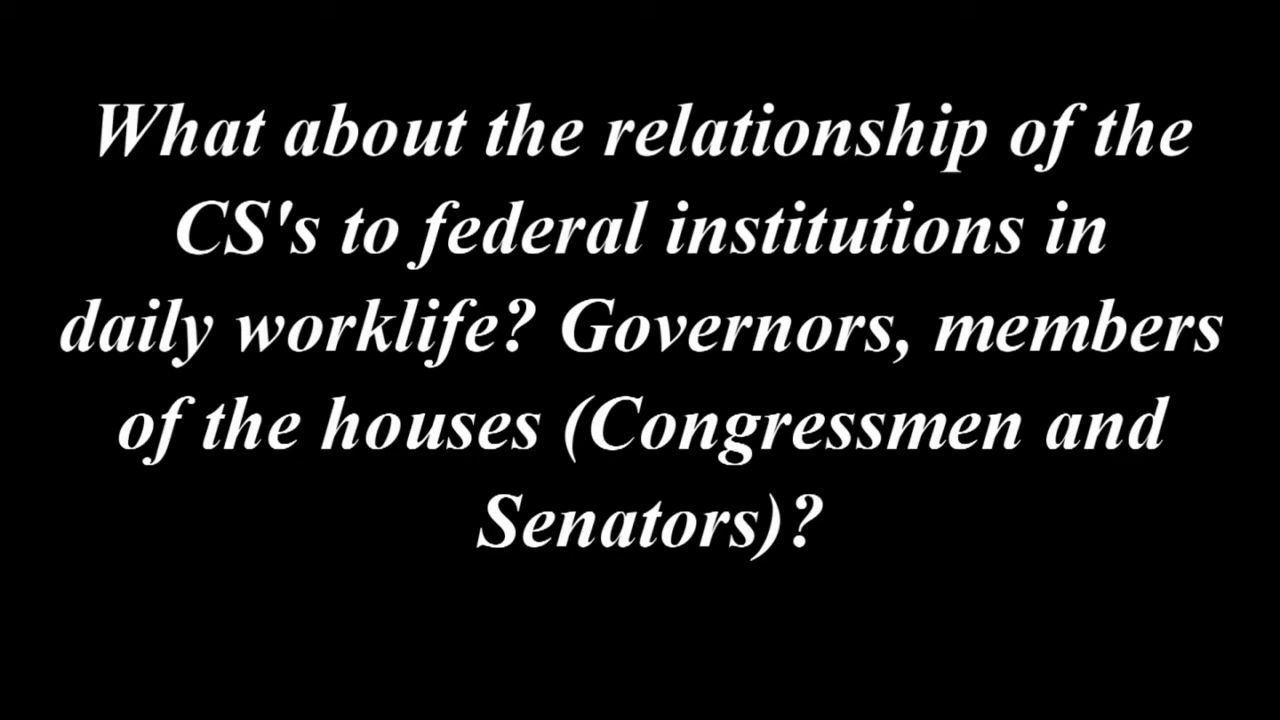 What about the relationship of the
CS's to federal institutions in
daily worklife? Governors, members
of the houses (Congressmen and
Senators)?